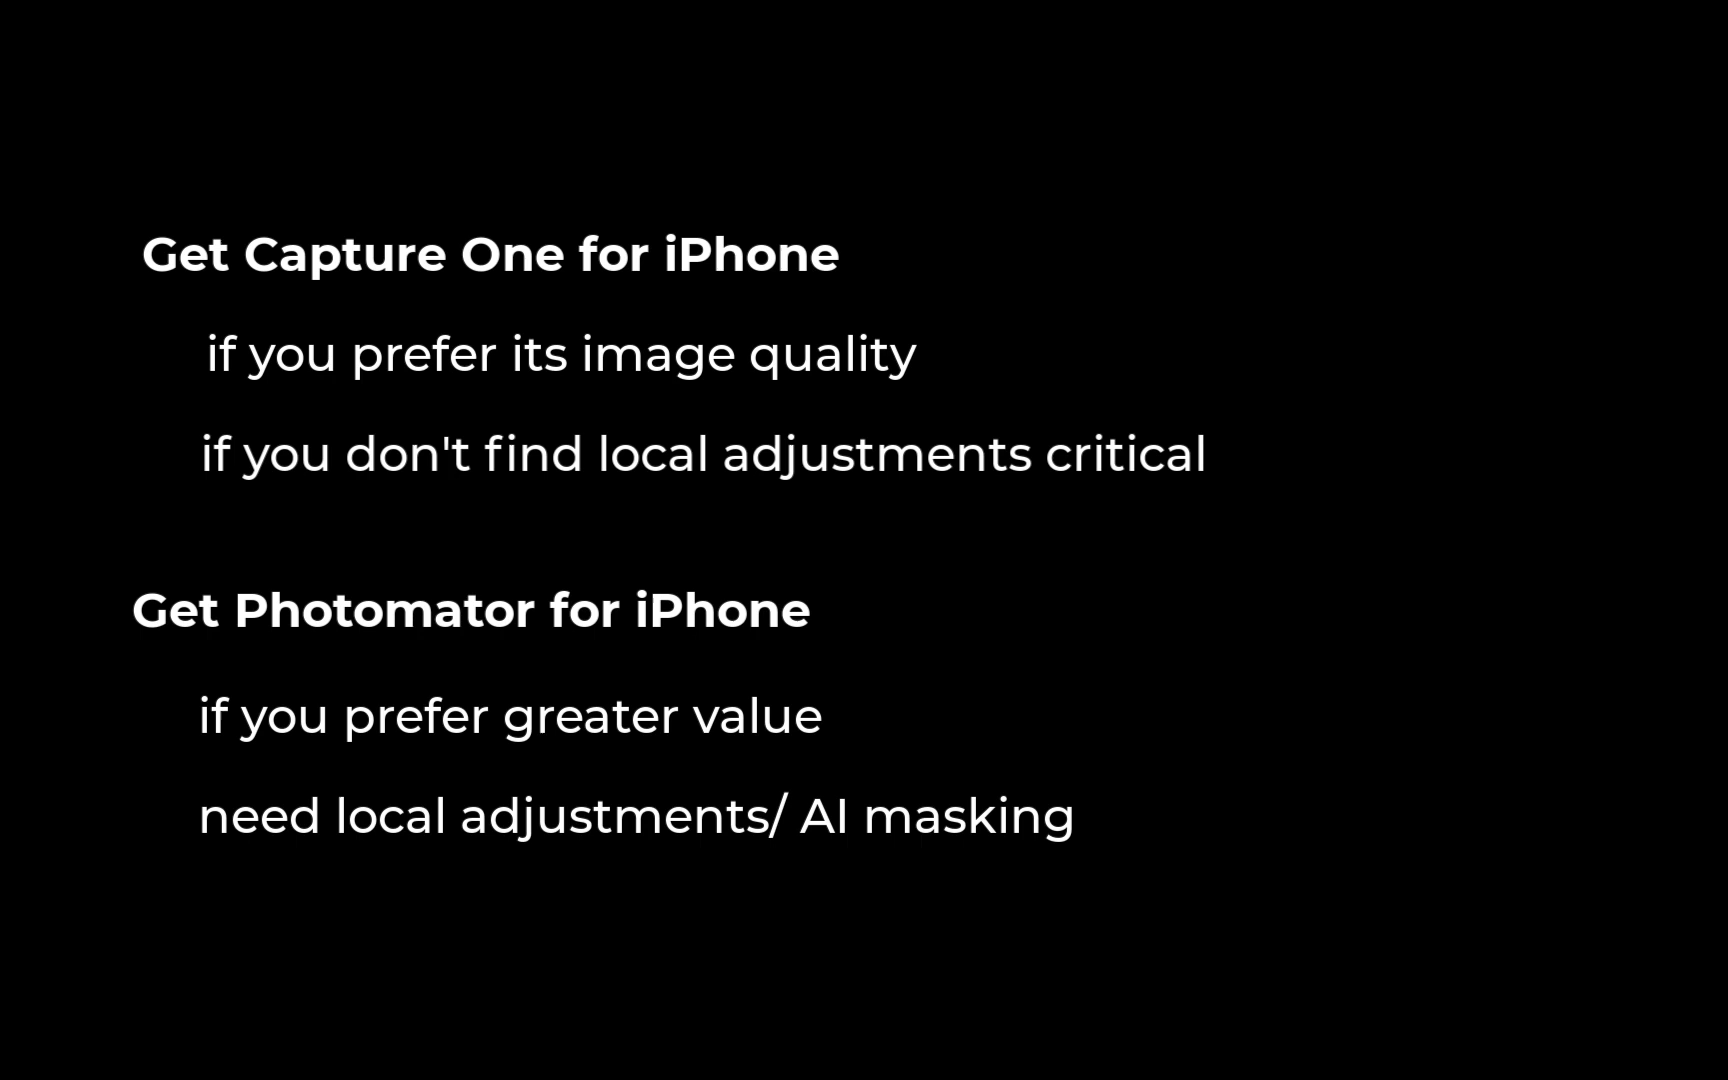 Get Capture One for iPhone
if you prefer its image quality
if you don't find local adjustments critical
Get Photomator for iPhone
if you prefer greater value
need local adjustments/ AI masking